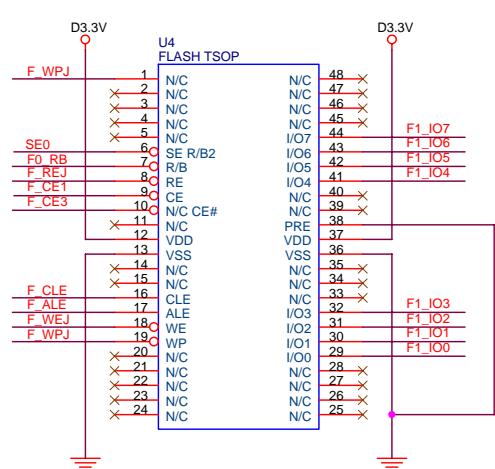 D3.3V D3.3V
U4
FLASH TSOP
F_WPJ 1 N/C N/C 48
2 N/C N/C 47
3 N/C N/C 46
4 N/C N/C 45
5 N/C I/O7 44 F1_IO7
SE0 6 SE R/B2 I/O6 43 F1_IO6
F0_RB 7 R/B I/O5 42 F1_IO5
F_REJ 8 RE I/O4 41 F1_IO4
F_CE1 9 CE N/C 40
F_CE3 10 N/C CE# N/C 39
11 N/C PRE 38
12 VDD VDD 37
13 VSS VSS 36
14 N/C N/C 35
15 N/C N/C 34
F_CLE 16 CLE N/C 33
F_ALE 17 ALE I/O3 32 F1_IO3
F_WEJ 18 WE I/O2 31 F1_IO2
F_WPJ 19 WP I/O1 30 F1_IO1
20 N/C I/O0 29 F1_IO0
21 N/C N/C 28
22 N/C N/C 27
23 N/C N/C 26
24 N/C N/C 25